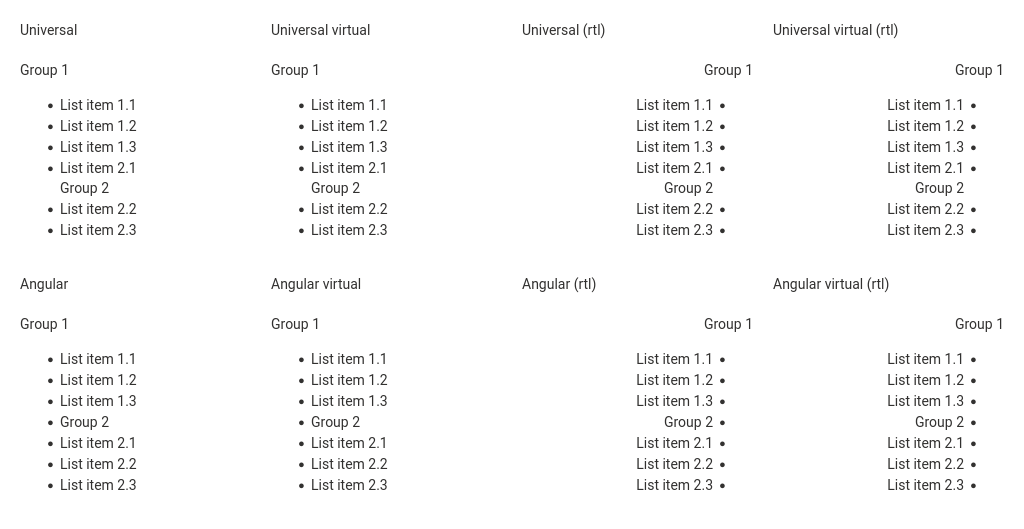 Universal
Group 1
• List item 1.1
• List item 1.2
• List item 1.3
• List item 2.1
Group 2
• List item 2.2
• List item 2.3
Universal virtual
Group 1
• List item 1.1
• List item 1.2
• List item 1.3
• List item 2.1
Group 2
• List item 2.2
• List item 2.3
Universal (rtl)
Group 1
List item 1.1 •
List item 1.2 •
List item 1.3 •
List item 2.1 •
Group 2
List item 2.2 •
List item 2.3 •
Universal virtual (rtl)
Group 1
List item 1.1 •
List item 1.2 •
List item 1.3 •
List item 2.1 •
Group 2
List item 2.2 •
List item 2.3 •
Angular
Group 1
• List item 1.1
• List item 1.2
• List item 1.3
• Group 2
• List item 2.1
• List item 2.2
• List item 2.3
Angular virtual
Group 1
• List item 1.1
• List item 1.2
• List item 1.3
• Group 2
• List item 2.1
• List item 2.2
• List item 2.3
Angular (rtl)
Group 1
List item 1.1 •
List item 1.2 •
List item 1.3 •
Group 2 •
List item 2.1 •
List item 2.2 •
List item 2.3 •
Angular virtual (rtl)
Group 1
List item 1.1 •
List item 1.2 •
List item 1.3 •
Group 2 •
List item 2.1 •
List item 2.2 •
List item 2.3 •